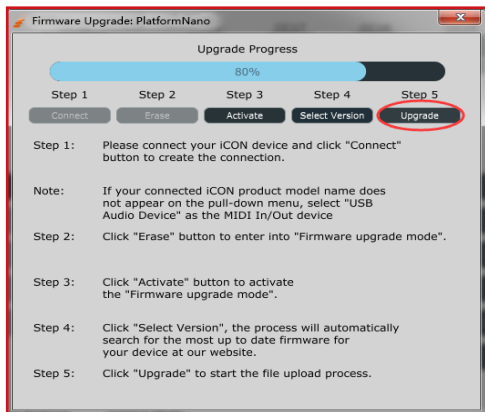 Firmware Upgrade: PlatformNano
Upgrade Progress
80%
Step 1 Step 2 Step 3 Step 4 Step 5
Connect Erase Activate Select Version Upgrade
Step 1: Please connect your iCON device and click "Connect"
button to create the connection.
Note: If your connected iCON product model name does
not appear on the pull-down menu, select "USB
Audio Device" as the MIDI In/Out device
Step 2: Click "Erase" button to enter into "Firmware upgrade mode".
Step 3: Click "Activate" button to activate
the "Firmware upgrade mode".
Step 4: Click "Select Version", the process will automatically
search for the most up to date firmware for
your device at our website.
Step 5: Click "Upgrade" to start the file upload process.